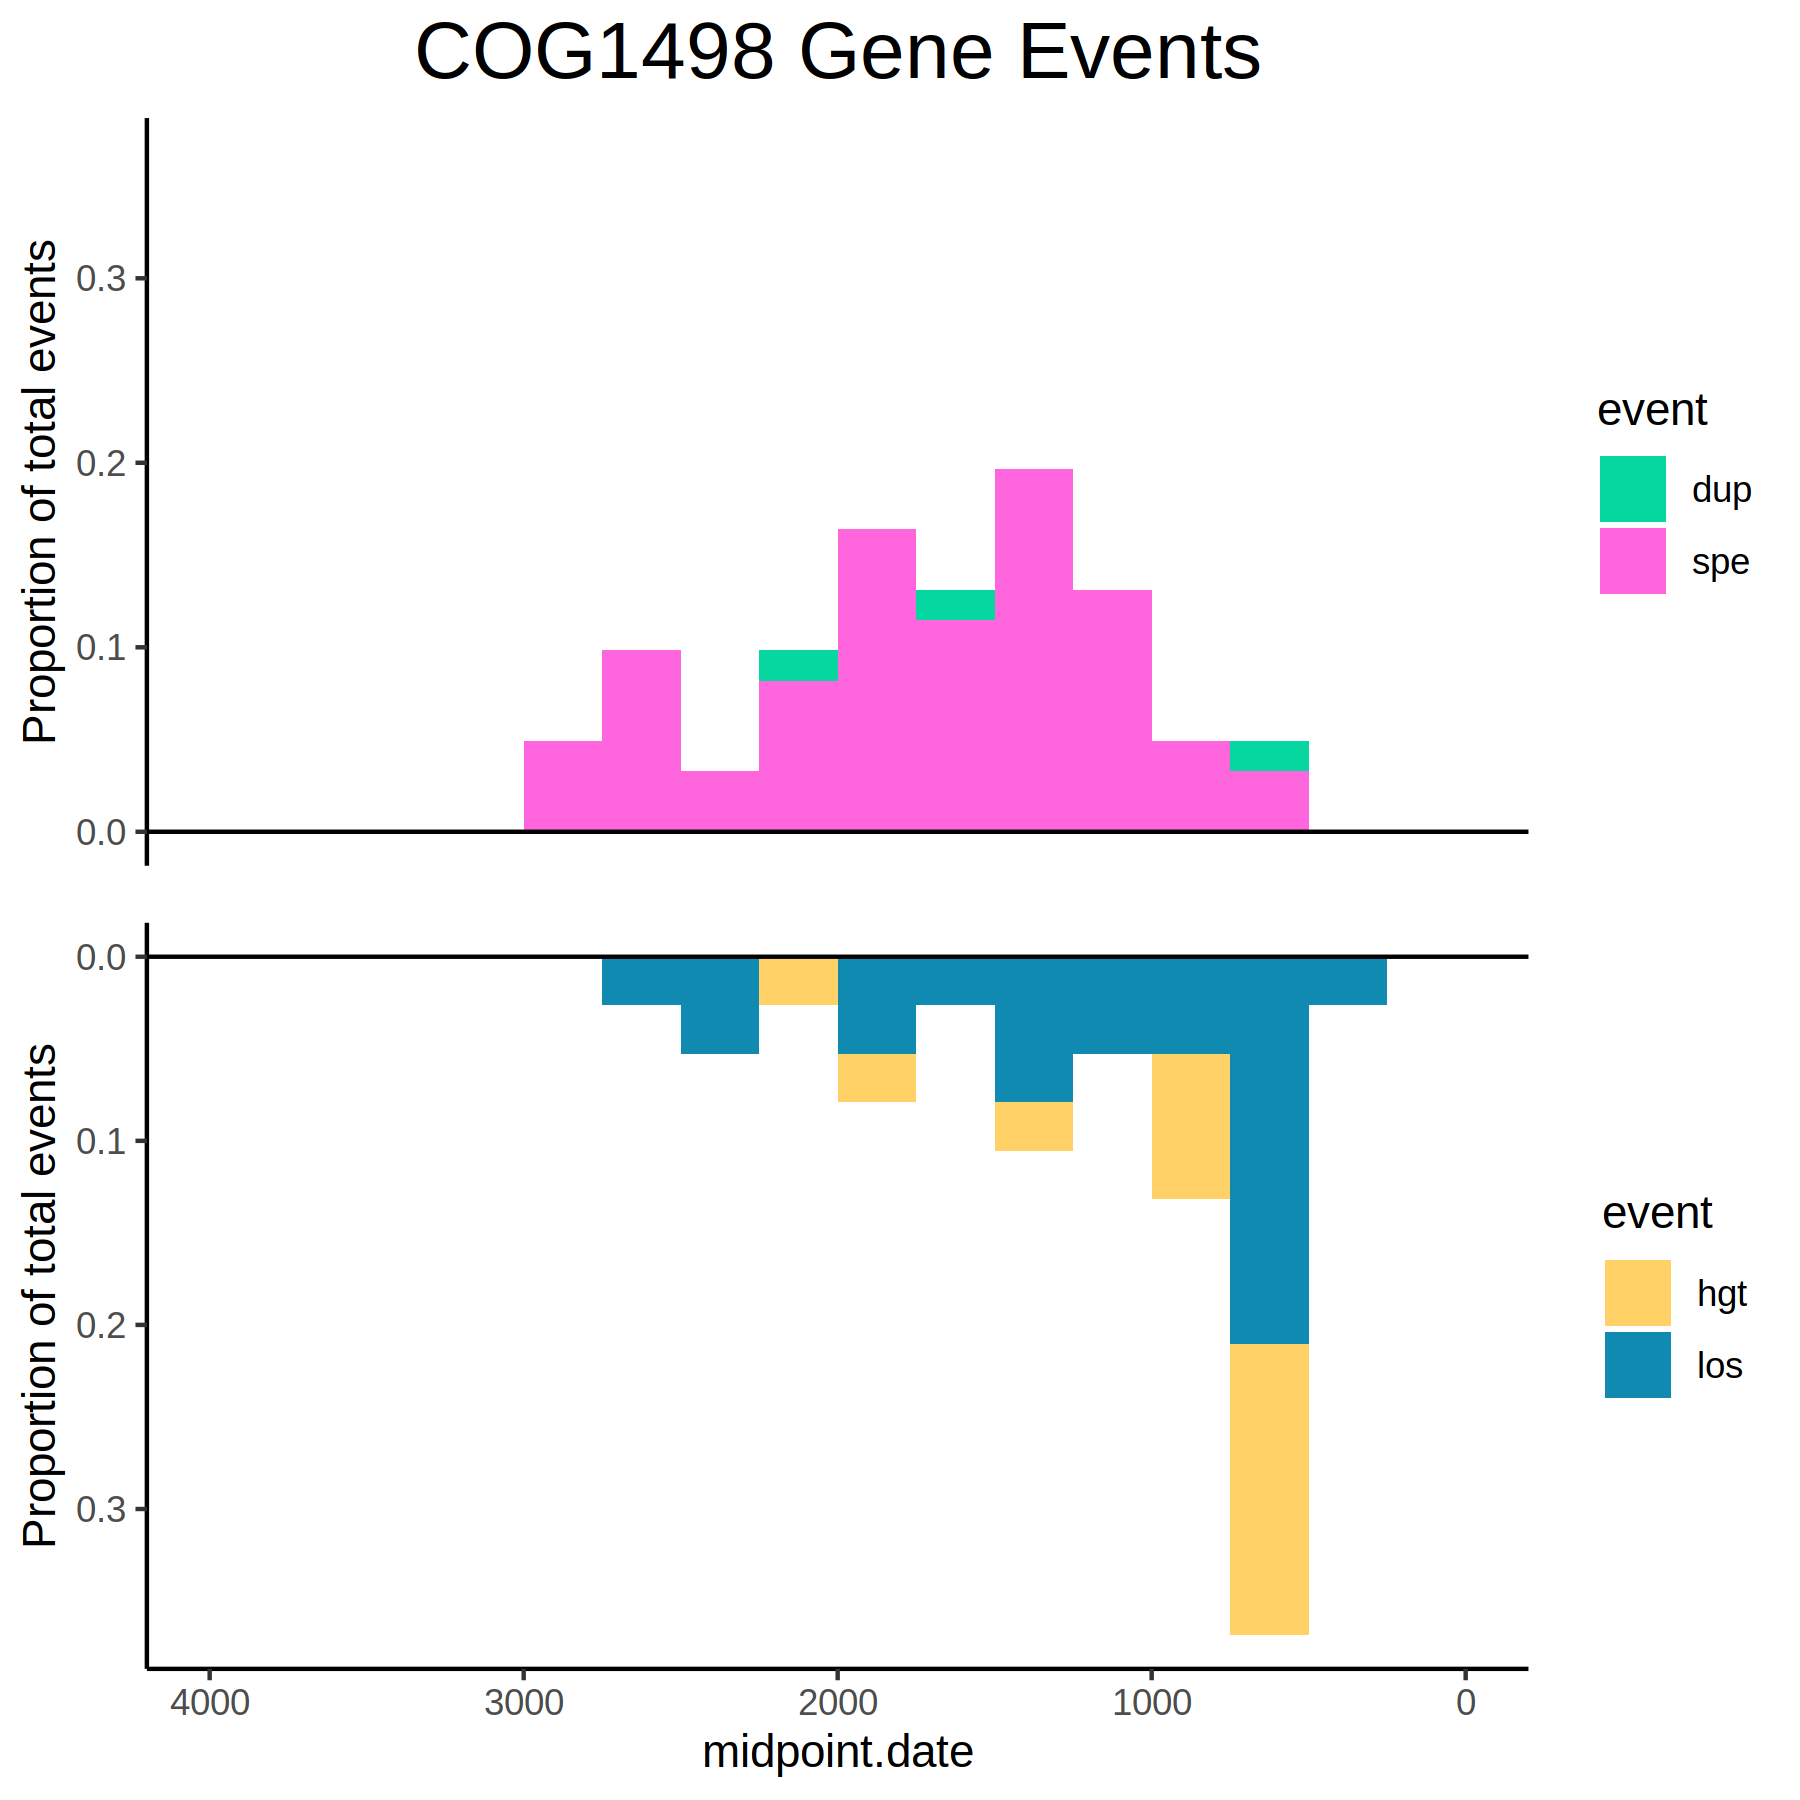 COG1498 Gene Events
Proportion of total events
0.3
0.2
0.1
0.0
event
dup
spe
Proportion of total events
0.0
0.1
0.2
0.3
event
hgt
los
4000 3000 2000 1000 0
midpoint.date